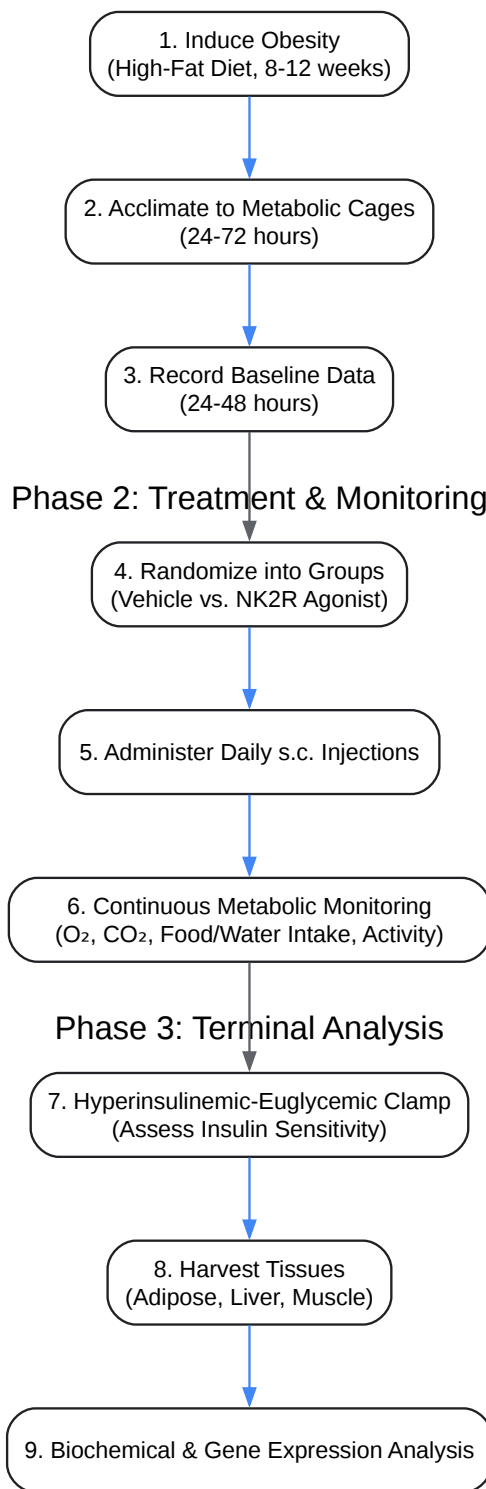 1. Induce Obesity
(High-Fat Diet, 8-12 weeks)
2. Acclimate to Metabolic Cages
(24-72 hours)
3. Record Baseline Data
(24-48 hours)
Phase 2: Treatment & Monitoring
4. Randomize into Groups
(Vehicle vs. NK2R Agonist)
5. Administer Daily s.c. Injections
6. Continuous Metabolic Monitoring
(O₂, CO₂, Food/Water Intake, Activity)
Phase 3: Terminal Analysis
7. Hyperinsulinemic-Euglycemic Clamp
(Assess Insulin Sensitivity)
8. Harvest Tissues
(Adipose, Liver, Muscle)
9. Biochemical & Gene Expression Analysis